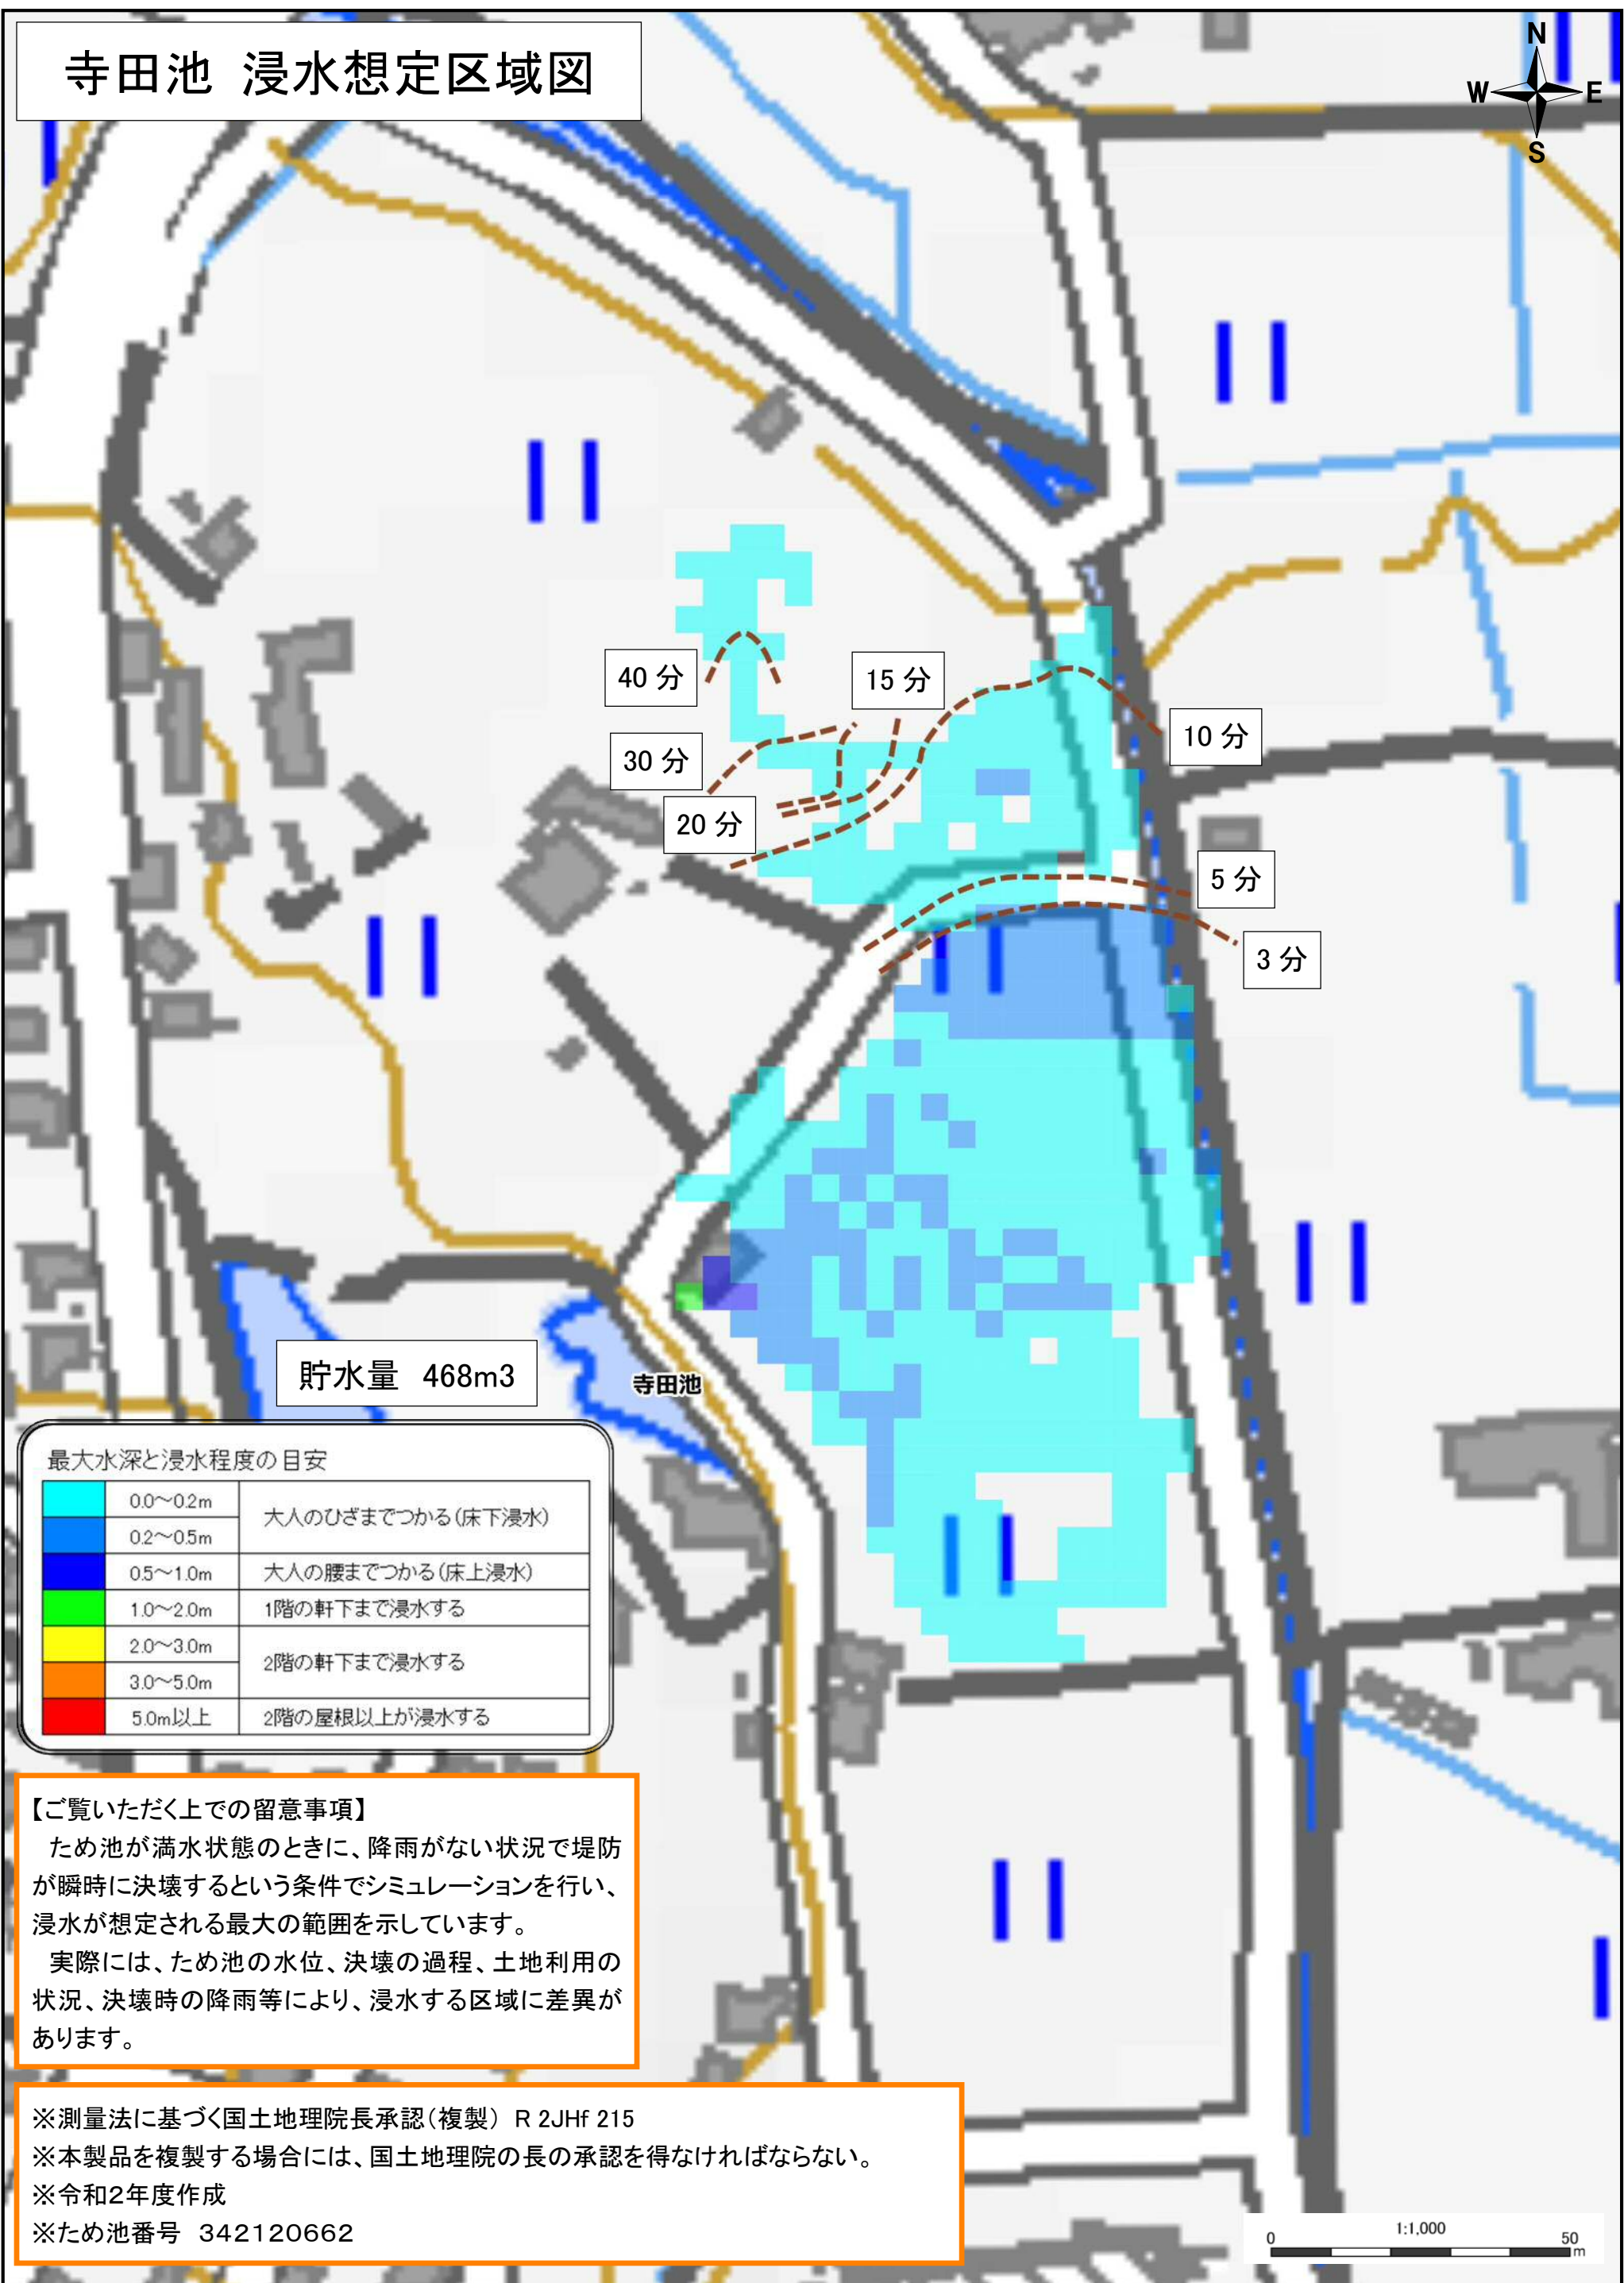 寺田池 浸水想定区域図
N
W E
S
40 分
15 分
10 分
30 分
20 分
5 分
3 分
貯水量 468m3
寺田池
最大水深と浸水程度の目安
0.0～0.2m
大人のひざまでつかる(床下浸水)
0.2～0.5m
0.5～1.0m 大人の腰までつかる(床上浸水)
1.0～2.0m 1階の軒下まで浸水する
2.0～3.0m
2階の軒下まで浸水する
3.0～5.0m
5.0m以上 2階の屋根以上が浸水する
【ご覧いただく上での留意事項】
ため池が満水状態のときに、降雨がない状況で堤防
が瞬時に決壊するという条件でシミュレーションを行い、
浸水が想定される最大の範囲を示しています。
実際には、ため池の水位、決壊の過程、土地利用の
状況、決壊時の降雨等により、浸水する区域に差異が
あります。
※測量法に基づく国土地理院長承認(複製) R 2JHf 215
※本製品を複製する場合には、国土地理院の長の承認を得なければならない。
※令和2年度作成
※ため池番号 342120662
1:1,000
0 50
m